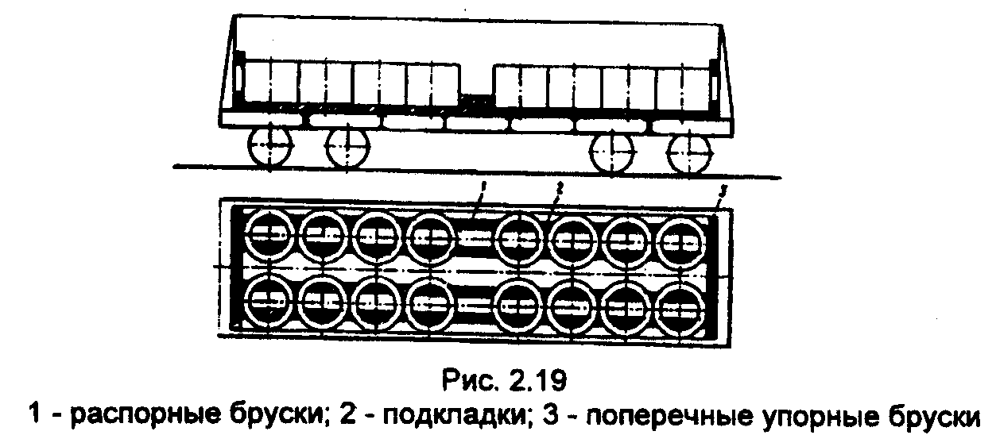 1 2 3
Рис. 2.19
1 - распорные бруски; 2 - подкладки; 3 - поперечные упорные бруски